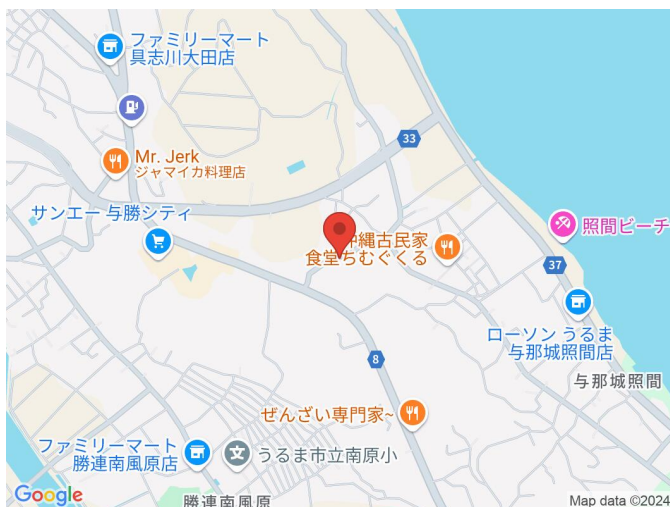 ファミリーマート
具志川大田店
33
Mr. Jerk
ジャマイカ料理店
サンエー 与勝シティ
照間ビーチ
沖縄古民家
食堂ちむぐくる
37
ローソン うるま
与那城照間店
8
与那城照間
ぜんざい専門家~
ファミリーマート
勝連南風原店
文
うるま市立南原小
勝連南風原
Google
Map data ©2024